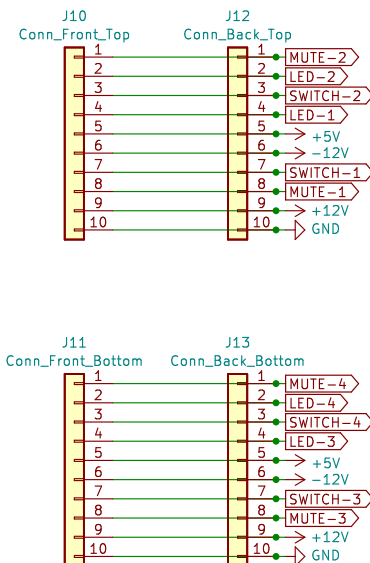 J10 J12
Conn_Front_Top Conn_Back_Top
1 1 MUTE-2
2 2 LED-2
3 3 SWITCH-2
4 4 LED-1
5 5 +5V
6 6 -12V
7 7 SWITCH-1
8 8 MUTE-1
9 9 +12V
10 10 GND
J11 J13
Conn_Front_Bottom Conn_Back_Bottom
1 1 MUTE-4
2 2 LED-4
3 3 SWITCH-4
4 4 LED-3
5 5 +5V
6 6 -12V
7 7 SWITCH-3
8 8 MUTE-3
9 9 +12V
10 10 GND